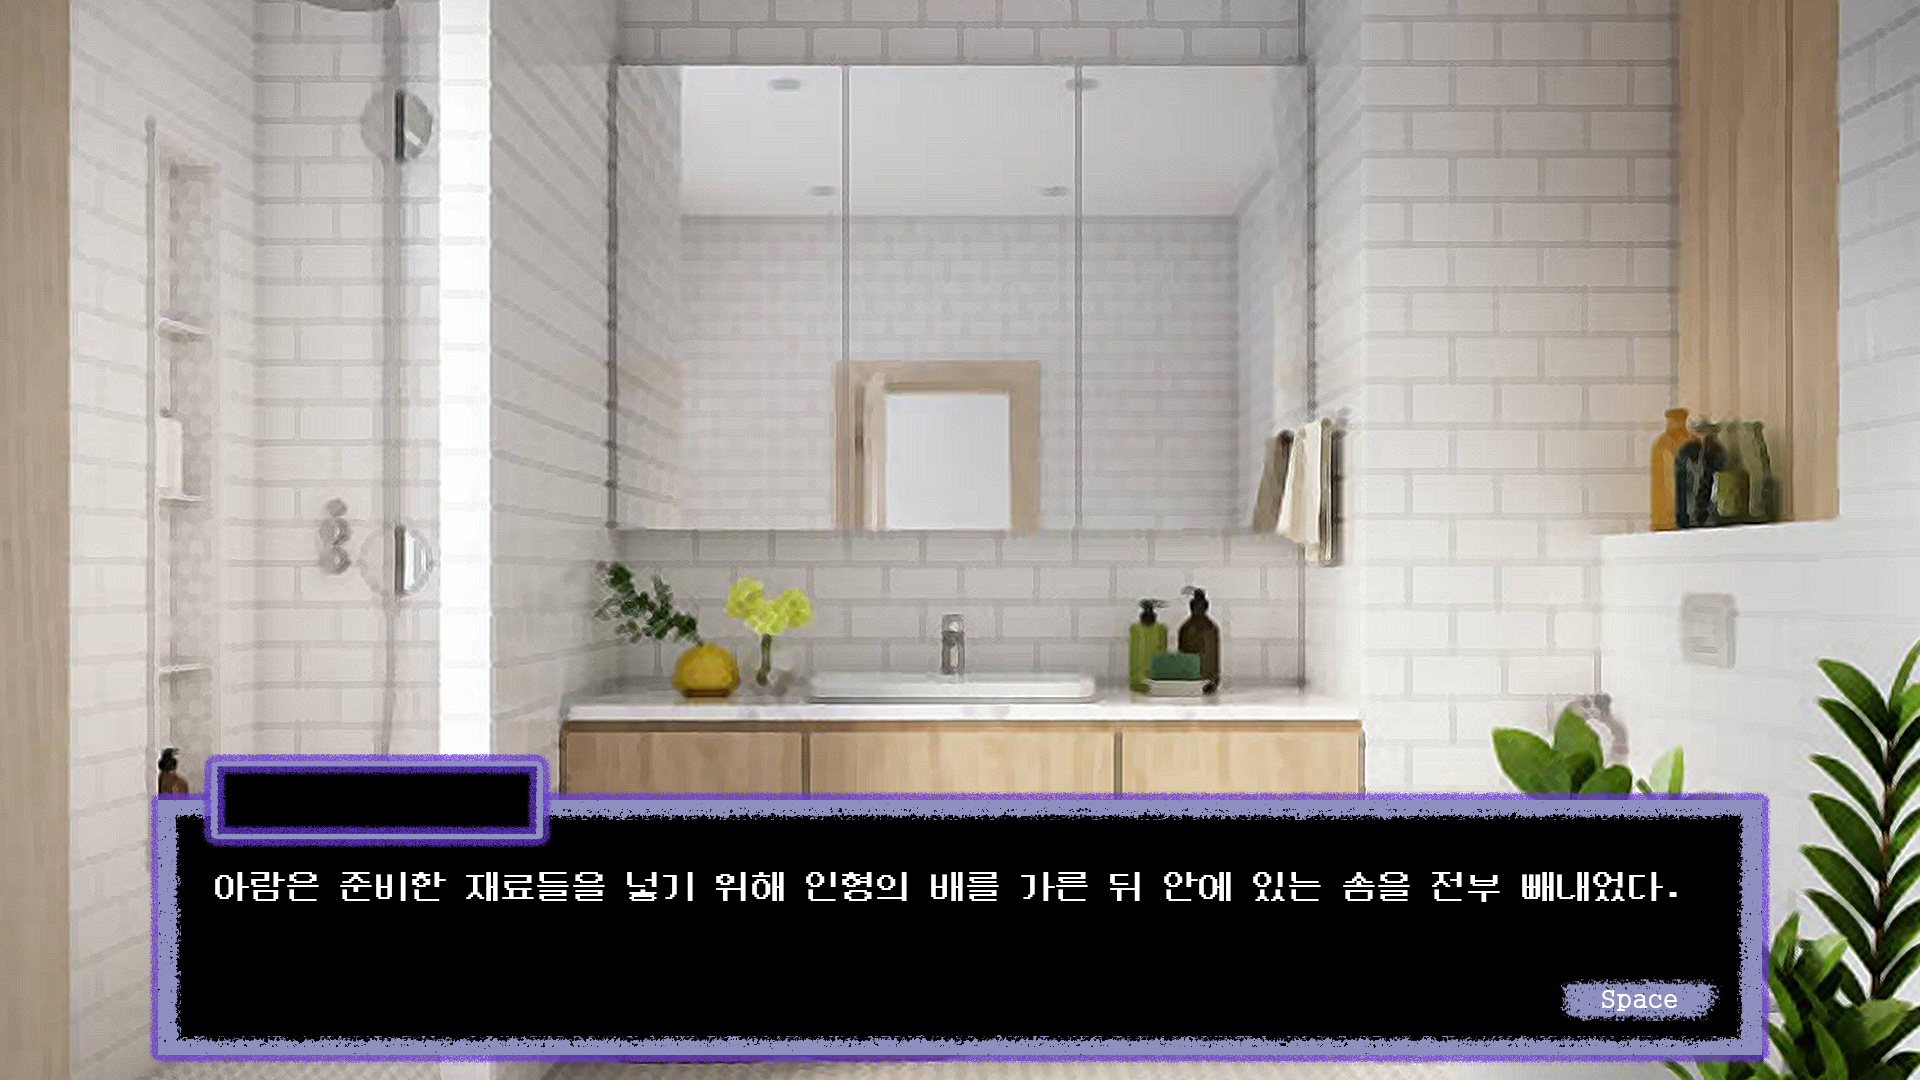 아람은 준비한 재료들을 넣기 위해 인형의 배를 가른 뒤 안에 있는 솜을 전부 빼내었다.
Space